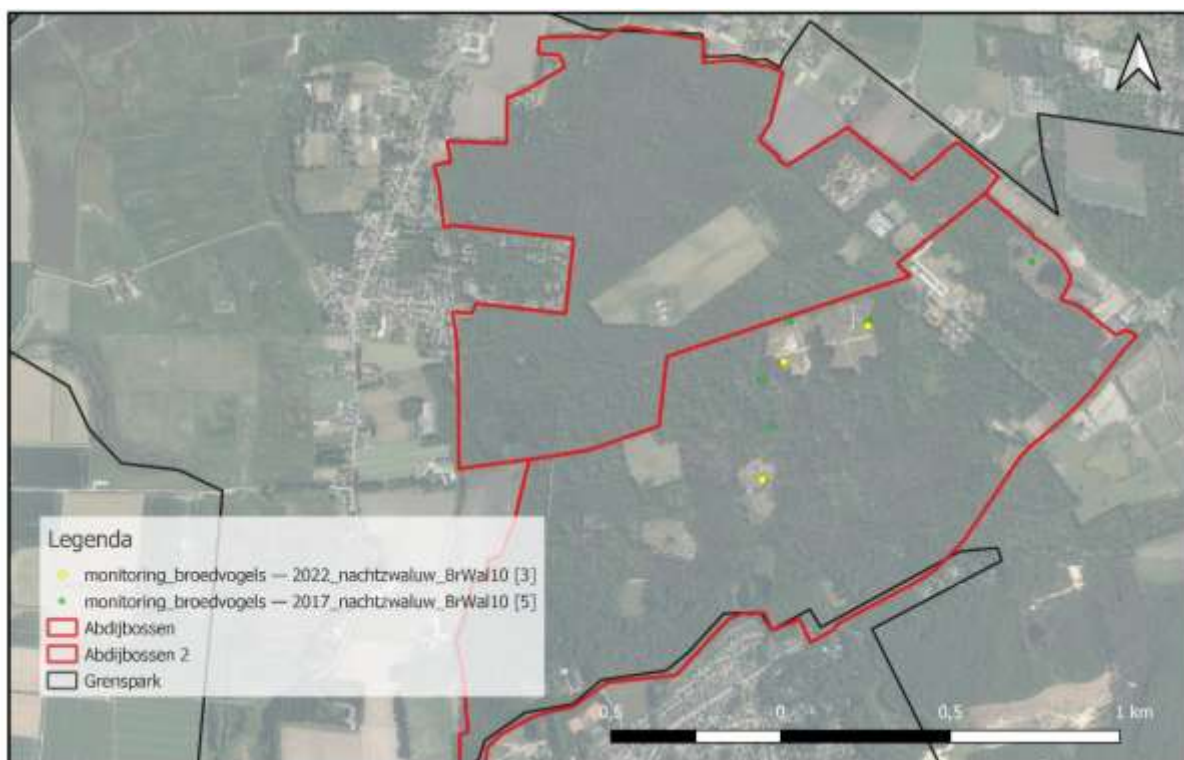 Legenda
monitoring_broedvogels — 2022_nachtzwaluw_BrWal10 [3]
monitoring_broedvogels — 2017_nachtzwaluw_BrWal10 [5]
Abdijbossen
Abdijbossen 2
Grenspark
0,5 0 0,5 1 km